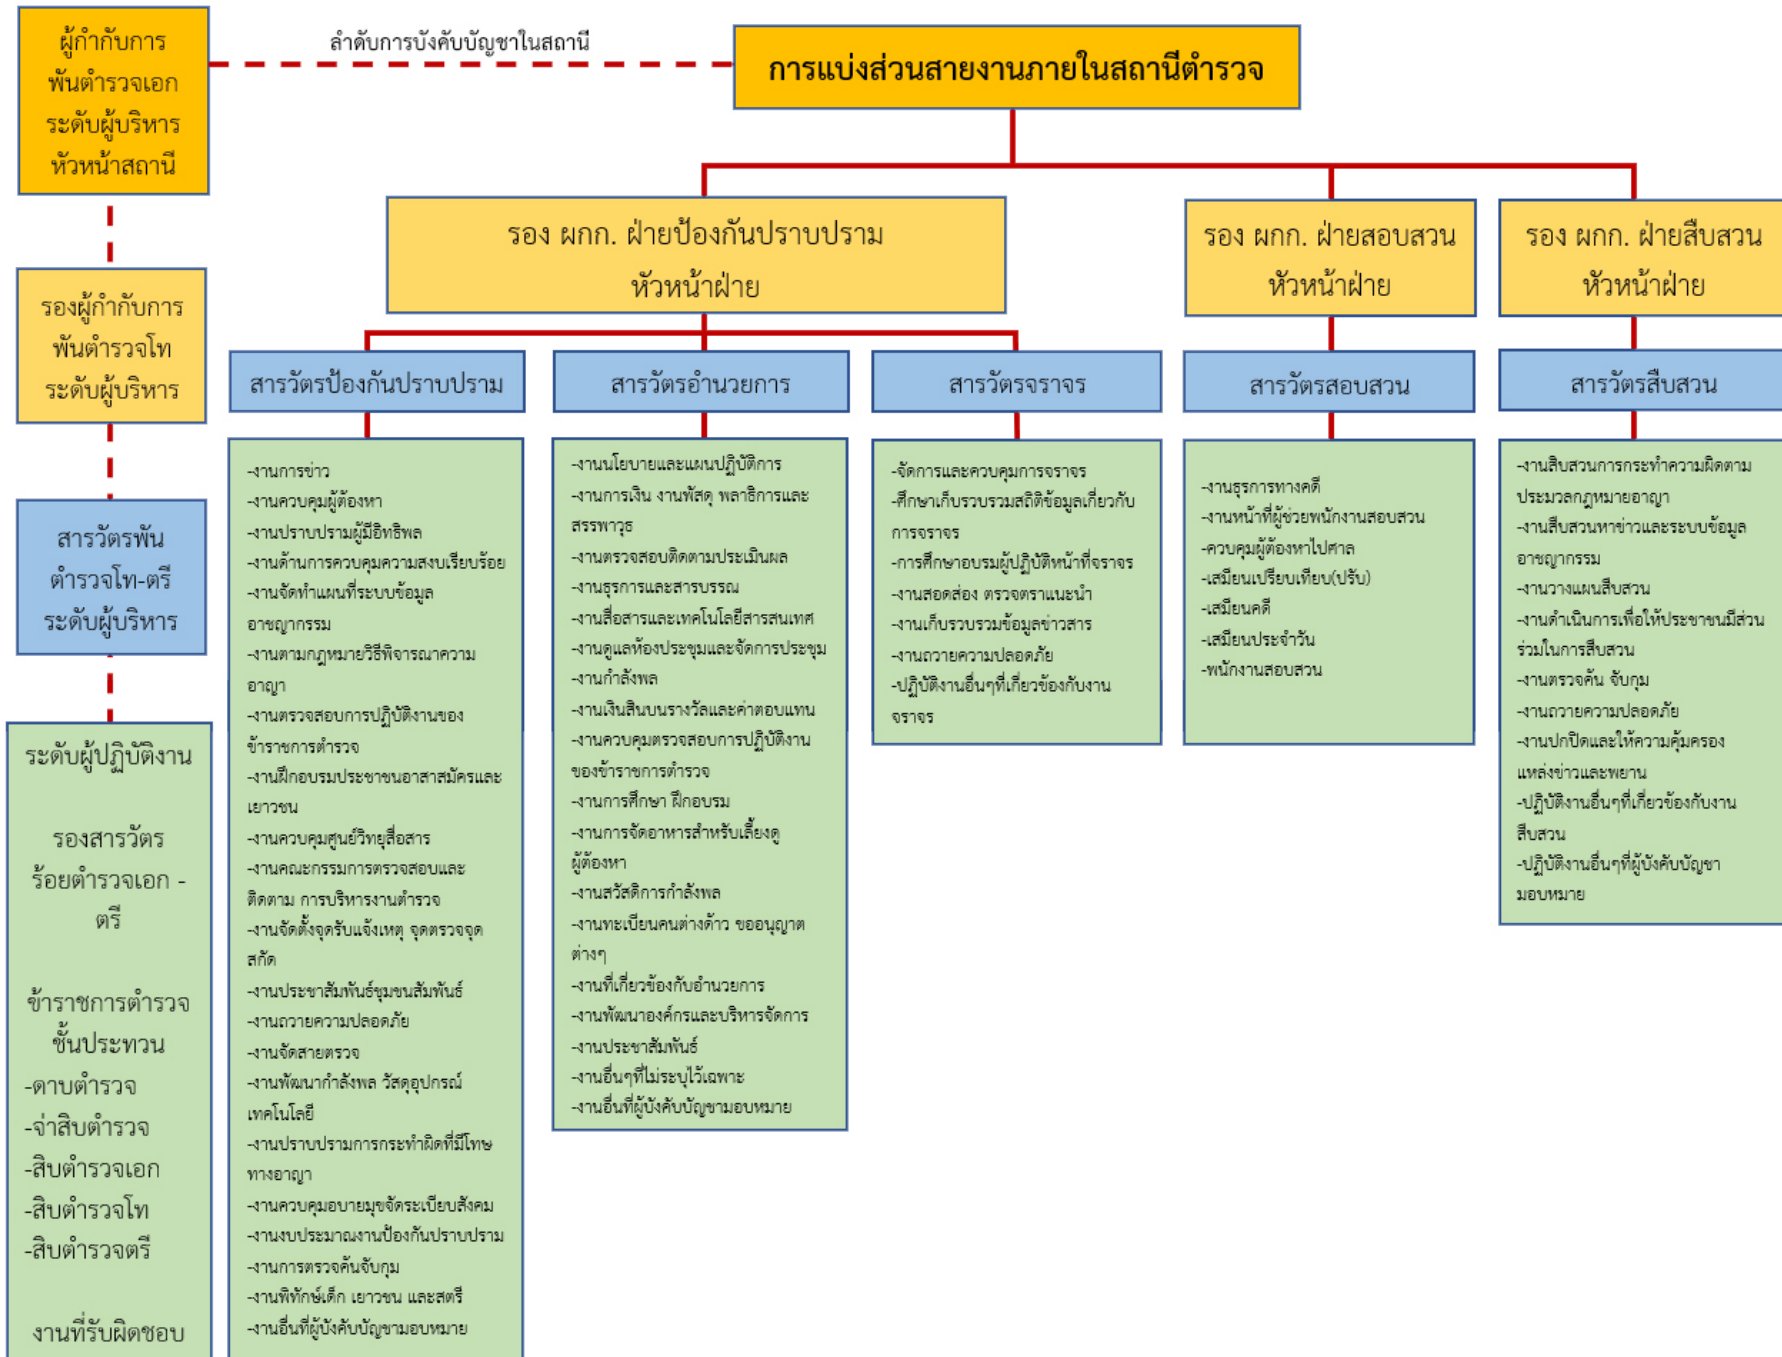 ผู้กำกับการ
พันตำรวจเอก
ระดับผู้บริหาร
หัวหน้าสถานี
ลำดับการบังคับบัญชาในสถานี
การแบ่งส่วนสายงานภายในสถานีตำรวจ
รองผู้กำกับการ
พันตำรวจโท
ระดับผู้บริหาร
สารวัตรพัน
ตำรวจโท-ตรี
ระดับผู้บริหาร
ระดับผู้ปฏิบัติงาน
รองสารวัตร
ร้อยตำรวจเอก -
ตรี
ข้าราชการตำรวจ
ชั้นประทวน
-ดาบตำรวจ
-จ่าสิบตำรวจ
-สิบตำรวจเอก
-สิบตำรวจโท
-สิบตำรวจตรี
งานที่รับผิดชอบ
รอง ผกก. ฝ่ายป้องกันปราบปราม
หัวหน้าฝ่าย
รอง ผกก. ฝ่ายสอบสวน
หัวหน้าฝ่าย
รอง ผกก. ฝ่ายสืบสวน
หัวหน้าฝ่าย
สารวัตรป้องกันปราบปราม
-งานการข่าว
-งานควบคุมผู้ต้องหา
-งานปราบปรามผู้มีอิทธิพล
-งานด้านการควบคุมความสงบเรียบร้อย
-งานจัดทำแผนที่ระบบข้อมูล
อาชญากรรม
-งานตามกฎหมายวิธีพิจารณาความ
อาญา
-งานตรวจสอบการปฏิบัติงานของ
ข้าราชการตำรวจ
-งานฝึกอบรมประชาชนอาสาสมัครและ
เยาวชน
-งานควบคุมศูนย์วิทยุสื่อสาร
-งานคณะกรรมการตรวจสอบและ
ติดตาม การบริหารงานตำรวจ
-งานจัดตั้งจุดรับแจ้งเหตุ จุดตรวจจุด
สกัด
-งานประชาสัมพันธ์ชุมชนสัมพันธ์
-งานถวายความปลอดภัย
-งานจัดสายตรวจ
-งานพัฒนากำลังพล วัสดุอุปกรณ์
เทคโนโลยี
-งานปราบปรามการกระทำผิดที่มีโทษ
ทางอาญา
-งานควบคุมอบายมุขจัดระเบียบสังคม
-งานงบประมาณงานป้องกันปราบปราม
-งานการตรวจค้นจับกุม
-งานพิทักษ์เด็ก เยาวชน และสตรี
-งานอื่นที่ผู้บังคับบัญชามอบหมาย
สารวัตรอำนวยการ
-งานนโยบายและแผนปฏิบัติการ
-งานการเงิน งานพัสดุ พลาธิการและ
สรรพาวุธ
-งานตรวจสอบติดตามประเมินผล
-งานธุรการและสารบรรณ
-งานสื่อสารและเทคโนโลยีสารสนเทศ
-งานดูแลห้องประชุมและจัดการประชุม
-งานกำลังพล
-งานเงินสินบนรางวัลและค่าตอบแทน
-งานควบคุมตรวจสอบการปฏิบัติงาน
ของข้าราชการตำรวจ
-งานการศึกษา ฝึกอบรม
-งานการจัดอาหารสำหรับเลี้ยงดู
ผู้ต้องหา
-งานสวัสดิการกำลังพล
-งานทะเบียนคนต่างด้าว ขออนุญาต
ต่างๆ
-งานที่เกี่ยวข้องกับอำนวยการ
-งานพัฒนาองค์กรและบริหารจัดการ
-งานประชาสัมพันธ์
-งานอื่นๆที่ไม่ระบุไว้เฉพาะ
-งานอื่นที่ผู้บังคับบัญชามอบหมาย
สารวัตรจราจร
-จัดการและควบคุมการจราจร
-ศึกษาเก็บรวบรวมสถิติข้อมูลเกี่ยวกับ
การจราจร
-การศึกษาอบรมผู้ปฏิบัติหน้าที่จราจร
-งานสอดส่อง ตรวจตราแนะนำ
-งานเก็บรวบรวมข้อมูลข่าวสาร
-งานถวายความปลอดภัย
-ปฏิบัติงานอื่นๆที่เกี่ยวข้องกับงาน
จราจร
สารวัตรสอบสวน
-งานธุรการทางคดี
-งานหน้าที่ผู้ช่วยพนักงานสอบสวน
-ควบคุมผู้ต้องหาไปศาล
-เสมียนเปรียบเทียบ(ปรับ)
-เสมียนคดี
-เสมียนประจำวัน
-พนักงานสอบสวน
สารวัตรสืบสวน
-งานสืบสวนการกระทำความผิดตาม
ประมวลกฎหมายอาญา
-งานสืบสวนหาข่าวและระบบข้อมูล
อาชญากรรม
-งานวางแผนสืบสวน
-งานดำเนินการเพื่อให้ประชาชนมีส่วน
ร่วมในการสืบสวน
-งานตรวจค้น จับกุม
-งานถวายความปลอดภัย
-งานปกปิดและให้ความคุ้มครอง
แหล่งข่าวและพยาน
-ปฏิบัติงานอื่นๆที่เกี่ยวข้องกับงาน
สืบสวน
-ปฏิบัติงานอื่นๆที่ผู้บังคับบัญชา
มอบหมาย